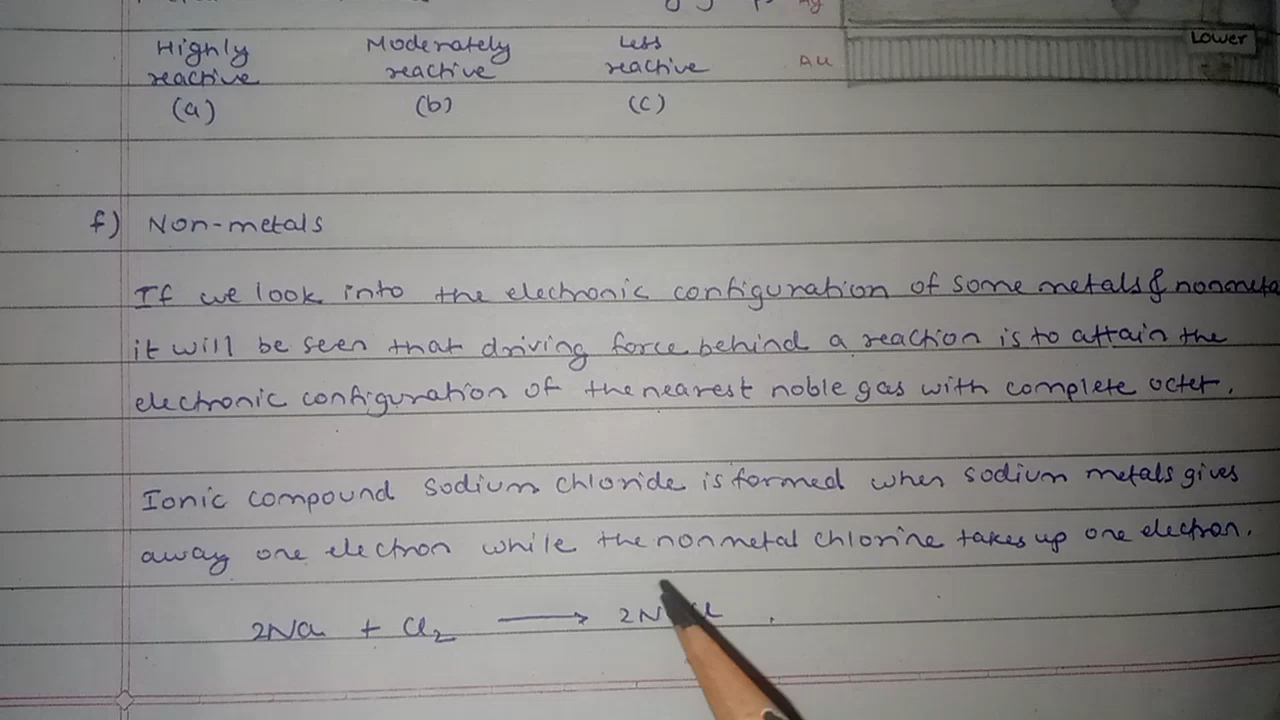 Ag
Lower
Highly Moderately Less
reactive reactive reactive Au
(a) (b) (c)
f) Non-metals
If we look into the electronic configuration of some metals & nonmeta
it will be seen that driving force behind a reaction is to attain the
electronic configuration of the nearest noble gas with complete octet.
Ionic compound sodium chloride is formed when sodium metals gives
away one electron while the nonmetal chlorine takes up one electron.
2Na + Cl₂ ⟶ 2N